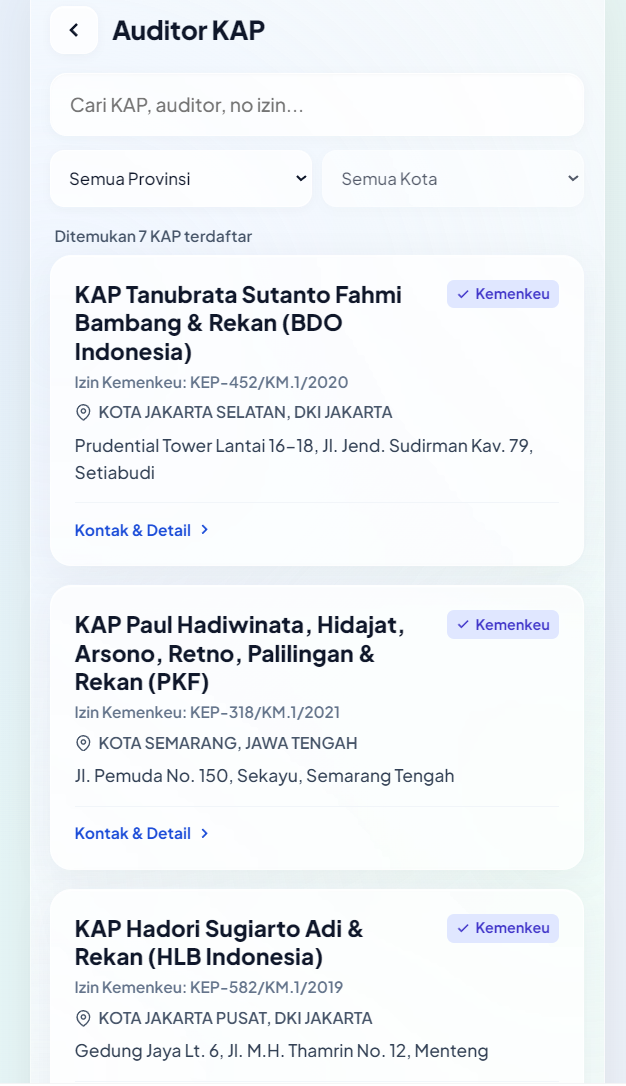 Auditor KAP
Cari KAP, auditor, no izin...
Semua Provinsi
Semua Kota
Ditemukan 7 KAP terdaftar
KAP Tanubrata Sutanto Fahmi
Bambang & Rekan (BDO
Indonesia)
Kemenkeu
Izin Kemenkeu: KEP-452/KM.1/2020
KOTA JAKARTA SELATAN, DKI JAKARTA
Prudential Tower Lantai 16–18, Jl. Jend. Sudirman Kav. 79,
Setiabudi
Kontak & Detail
KAP Paul Hadiwinata, Hidajat,
Arsono, Retno, Palilingan &
Rekan (PKF)
Kemenkeu
Izin Kemenkeu: KEP-318/KM.1/2021
KOTA SEMARANG, JAWA TENGAH
Jl. Pemuda No. 150, Sekayu, Semarang Tengah
Kontak & Detail
KAP Hadori Sugiarto Adi &
Rekan (HLB Indonesia)
Kemenkeu
Izin Kemenkeu: KEP-582/KM.1/2019
KOTA JAKARTA PUSAT, DKI JAKARTA
Gedung Jaya Lt. 6, Jl. M.H. Thamrin No. 12, Menteng